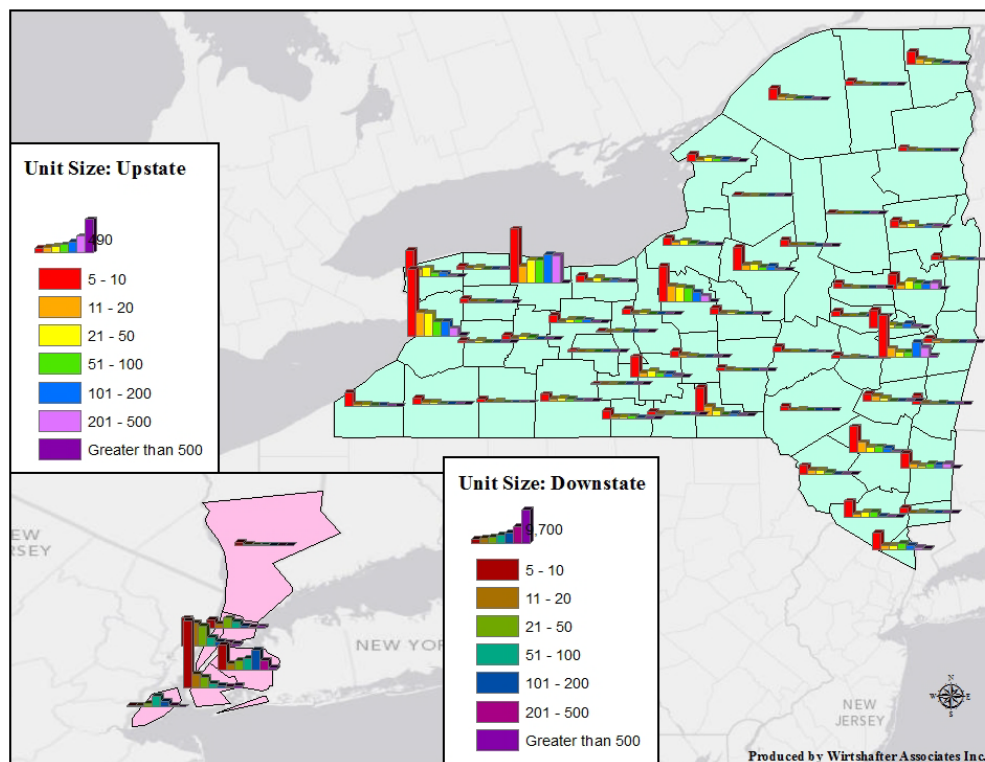 Unit Size: Upstate
490
5 - 10
11 - 20
21 - 50
51 - 100
101 - 200
201 - 500
Greater than 500
Unit Size: Downstate
9,700
5 - 10
11 - 20
21 - 50
51 - 100
101 - 200
201 - 500
Greater than 500
NEW
ERSEY
NEW YOR
NEW
JERSEY
N
W E
S
Produced by Wirtshafter Associates Inc.